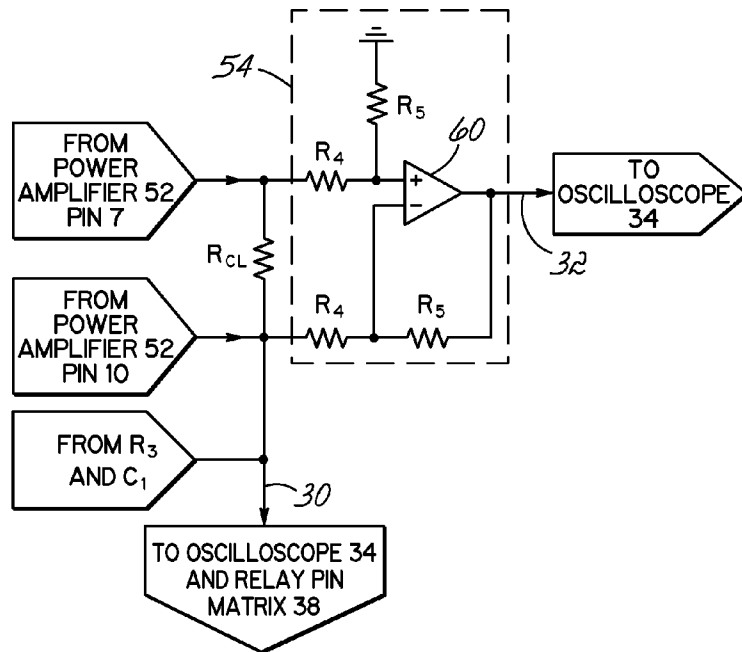 54
R5
60
FROM
POWER
AMPLIFIER 52
PIN 7
R4
+
−
TO
OSCILLOSCOPE
34
32
RCL
FROM
POWER
AMPLIFIER 52
PIN 10
R4
R5
FROM R3
AND C1
30
TO OSCILLOSCOPE 34
AND RELAY PIN
MATRIX 38